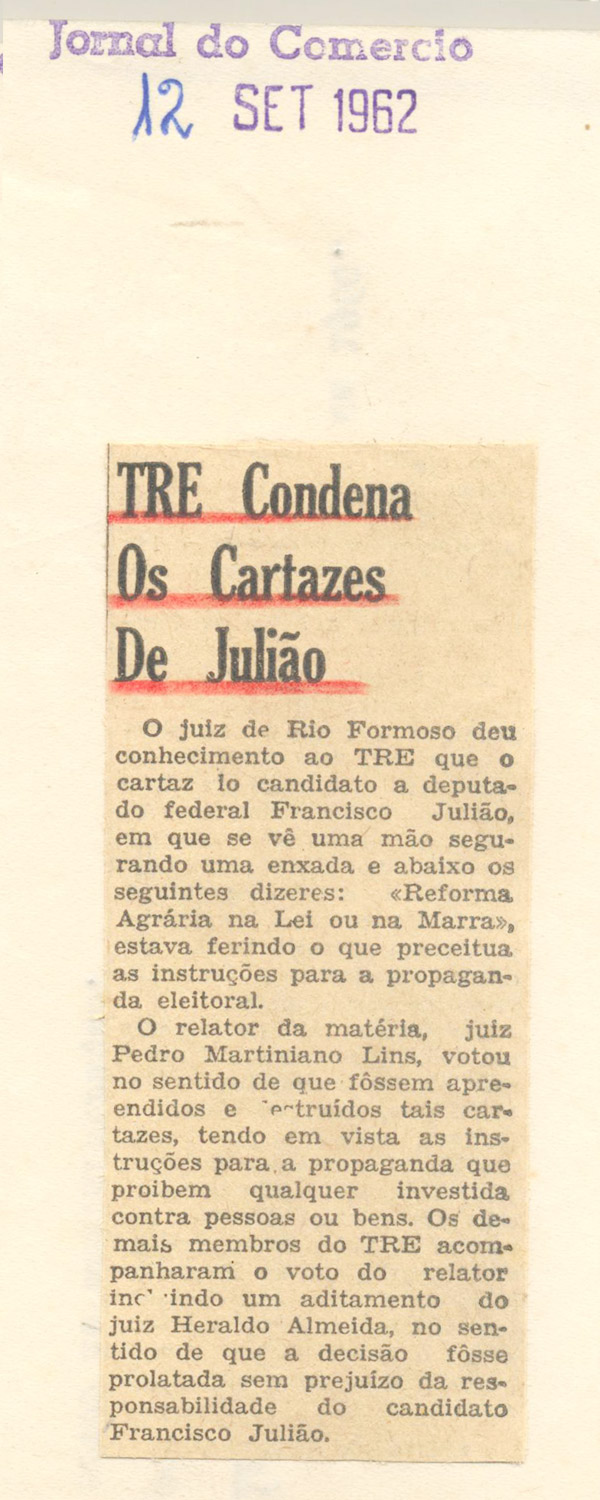 Jornal do Comercio
12 SET 1962
TRE Condena
Os Cartazes
De Julião
O juiz de Rio Formoso deu
conhecimento ao TRE que o
cartaz io candidato a deputa-
do federal Francisco Julião,
em que se vê uma mão segu-
rando uma enxada e abaixo os
seguintes dizeres: «Reforma
Agrária na Lei ou na Marra»,
estava ferindo o que preceitua
as instruções para a propagan-
da eleitoral.
O relator da matéria, juiz
Pedro Martiniano Lins, votou
no sentido de que fôssem apre-
endidos e tais car-
tazes, tendo em vista as ins-
truções para a propaganda que
proibem qualquer investida
contra pessoas ou bens. Os de-
mais membros do TRE acom-
panharam o voto do relator
um aditamento do
juiz Heraldo Almeida, no sen-
tido de que a decisão fôsse
prolatada sem prejuízo da res-
ponsabilidade do candidato
Francisco Julião.